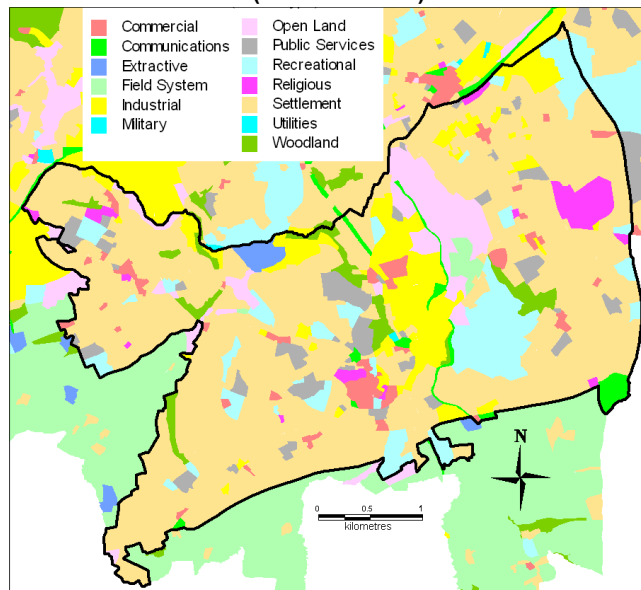 Commercial
Communications
Extractive
Field System
Industrial
Military
Open Land
Public Services
Recreational
Religious
Settlement
Utilities
Woodland
N
0 0.5 1
kilometres